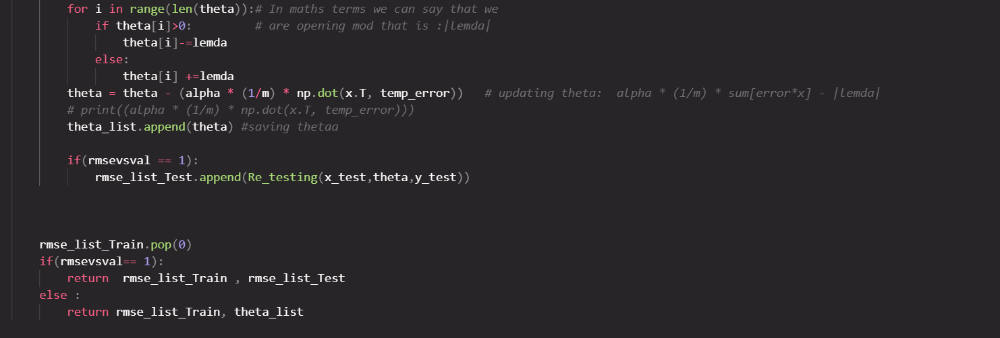 for i in range(len(theta)):# In maths terms we can say that we
if theta[i]>0:         # are opening mod that is :|lemda|
theta[i]-=lemda
else:
theta[i] +=lemda
theta = theta - (alpha * (1/m) * np.dot(x.T, temp_error))   # updating theta:  alpha * (1/m) * sum[error*x] - |lemda|
# print((alpha * (1/m) * np.dot(x.T, temp_error)))
theta_list.append(theta) #saving thetaa
if(rmsevsval == 1):
rmse_list_Test.append(Re_testing(x_test,theta,y_test))
rmse_list_Train.pop(0)
if(rmsevsval== 1):
return  rmse_list_Train , rmse_list_Test
else :
return rmse_list_Train, theta_list